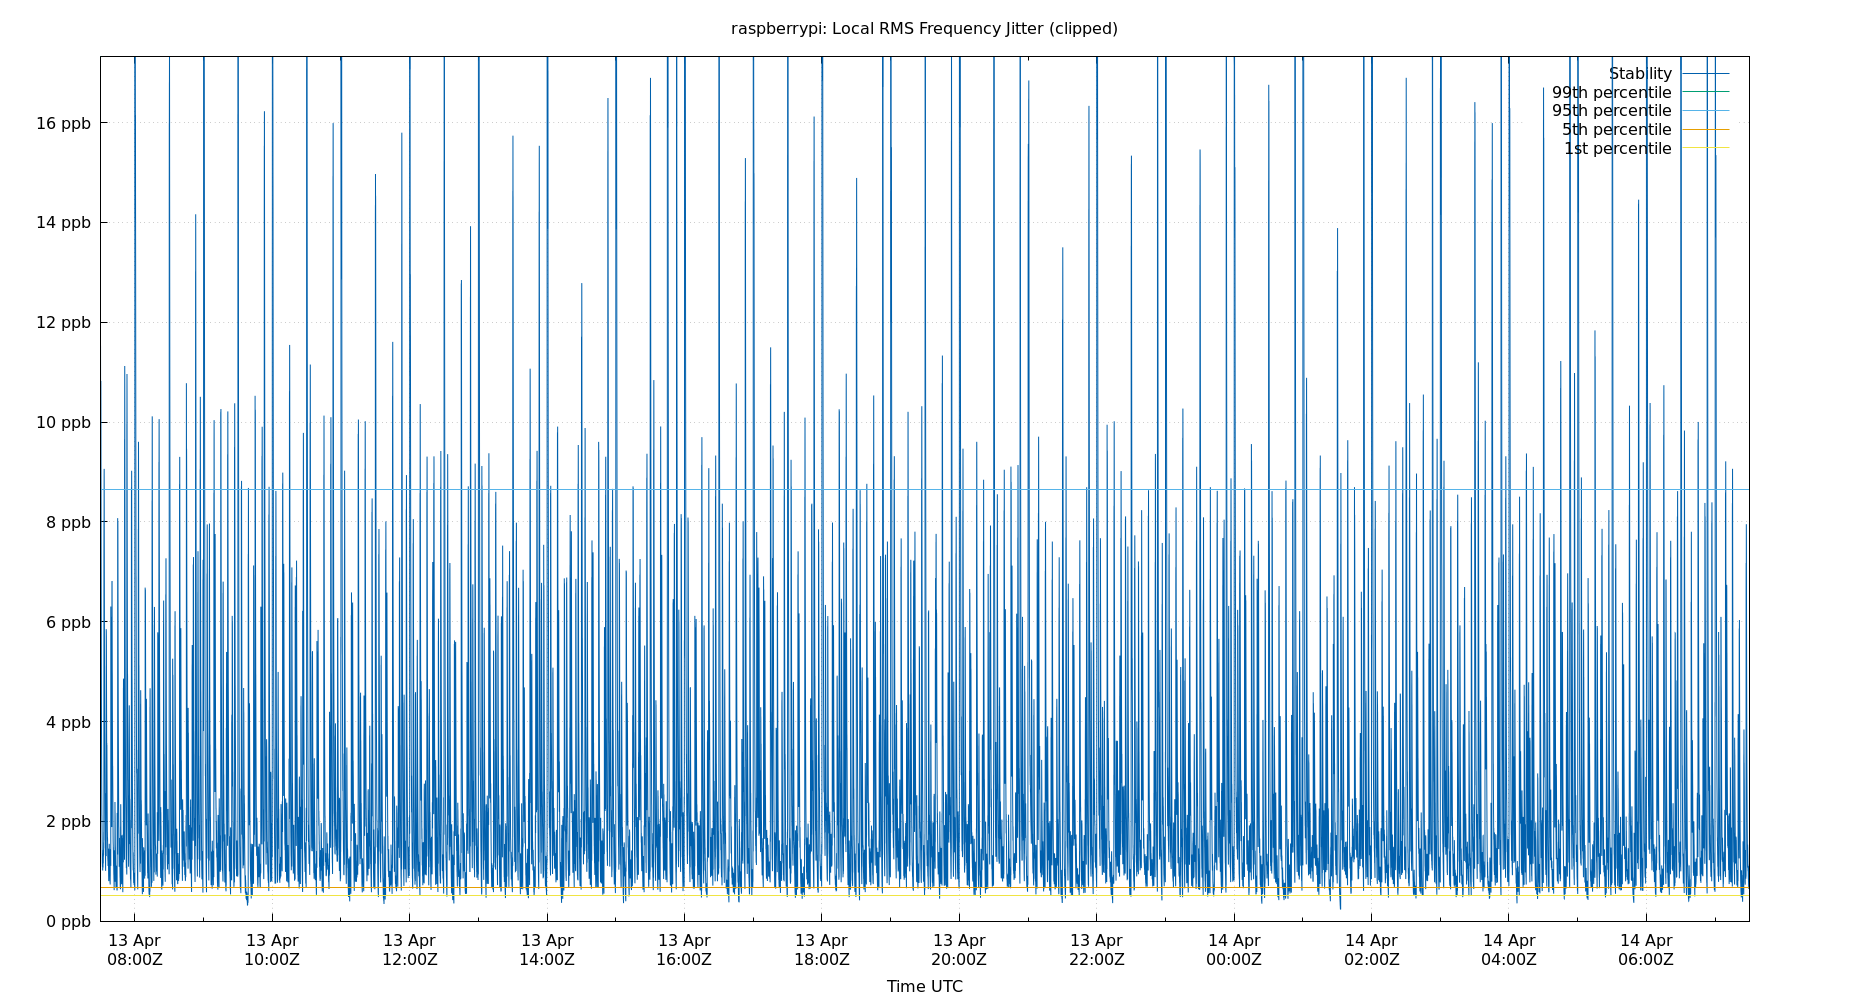 raspberrypi: Local RMS Frequency Jitter (clipped)
Stability
99th percentile
95th percentile
5th percentile
1st percentile
16 ppb
14 ppb
12 ppb
10 ppb
8 ppb
6 ppb
4 ppb
2 ppb
0 ppb
13 Apr 13 Apr 13 Apr 13 Apr 13 Apr 13 Apr 13 Apr 13 Apr 14 Apr 14 Apr 14 Apr 14 Apr
08:00Z 10:00Z 12:00Z 14:00Z 16:00Z 18:00Z 20:00Z 22:00Z 00:00Z 02:00Z 04:00Z 06:00Z
Time UTC